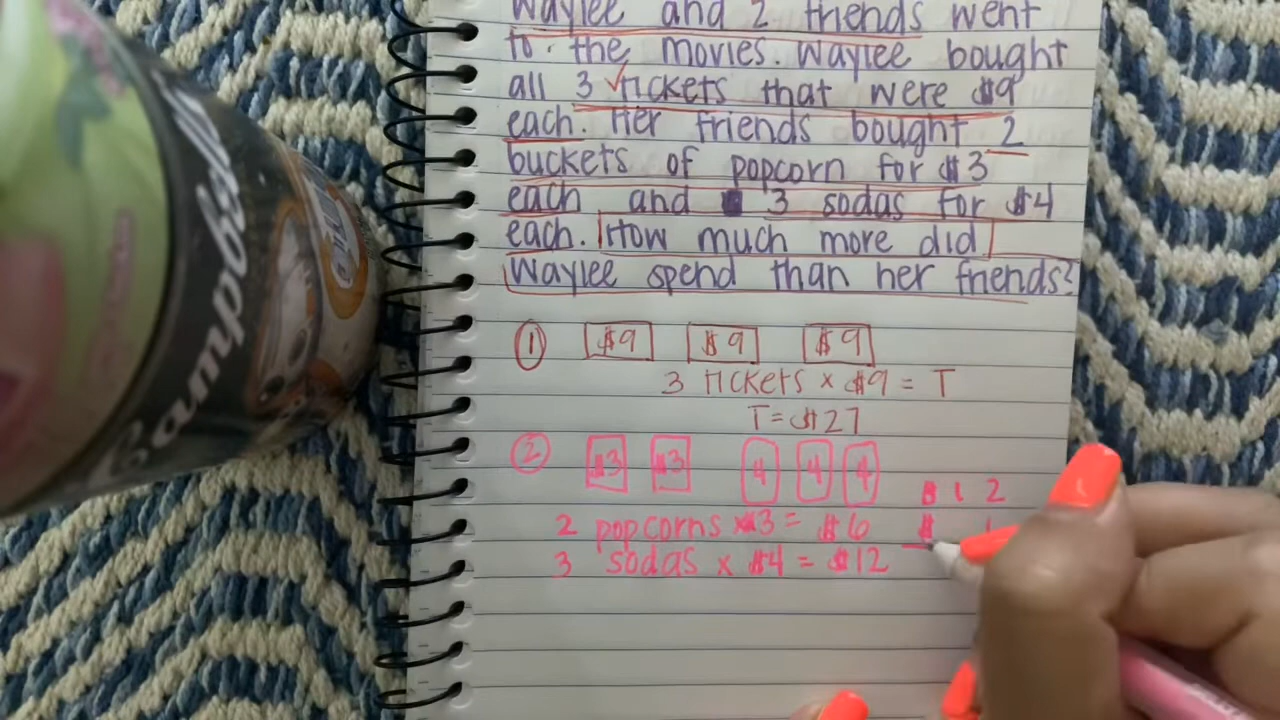 Waylee and 2 friends went
to the movies. Waylee bought
all 3 tickets that were $9
each. Her friends bought 2
buckets of popcorn for $3
each and 3 sodas for $4
each. How much more did
Waylee spend than her friends?
① $9 $9 $9
3 tickets x $9 = T
T = $27
② $3 $3 4 4 4
$12
2 popcorns x $3 = $6 $
3 sodas x $4 = $12